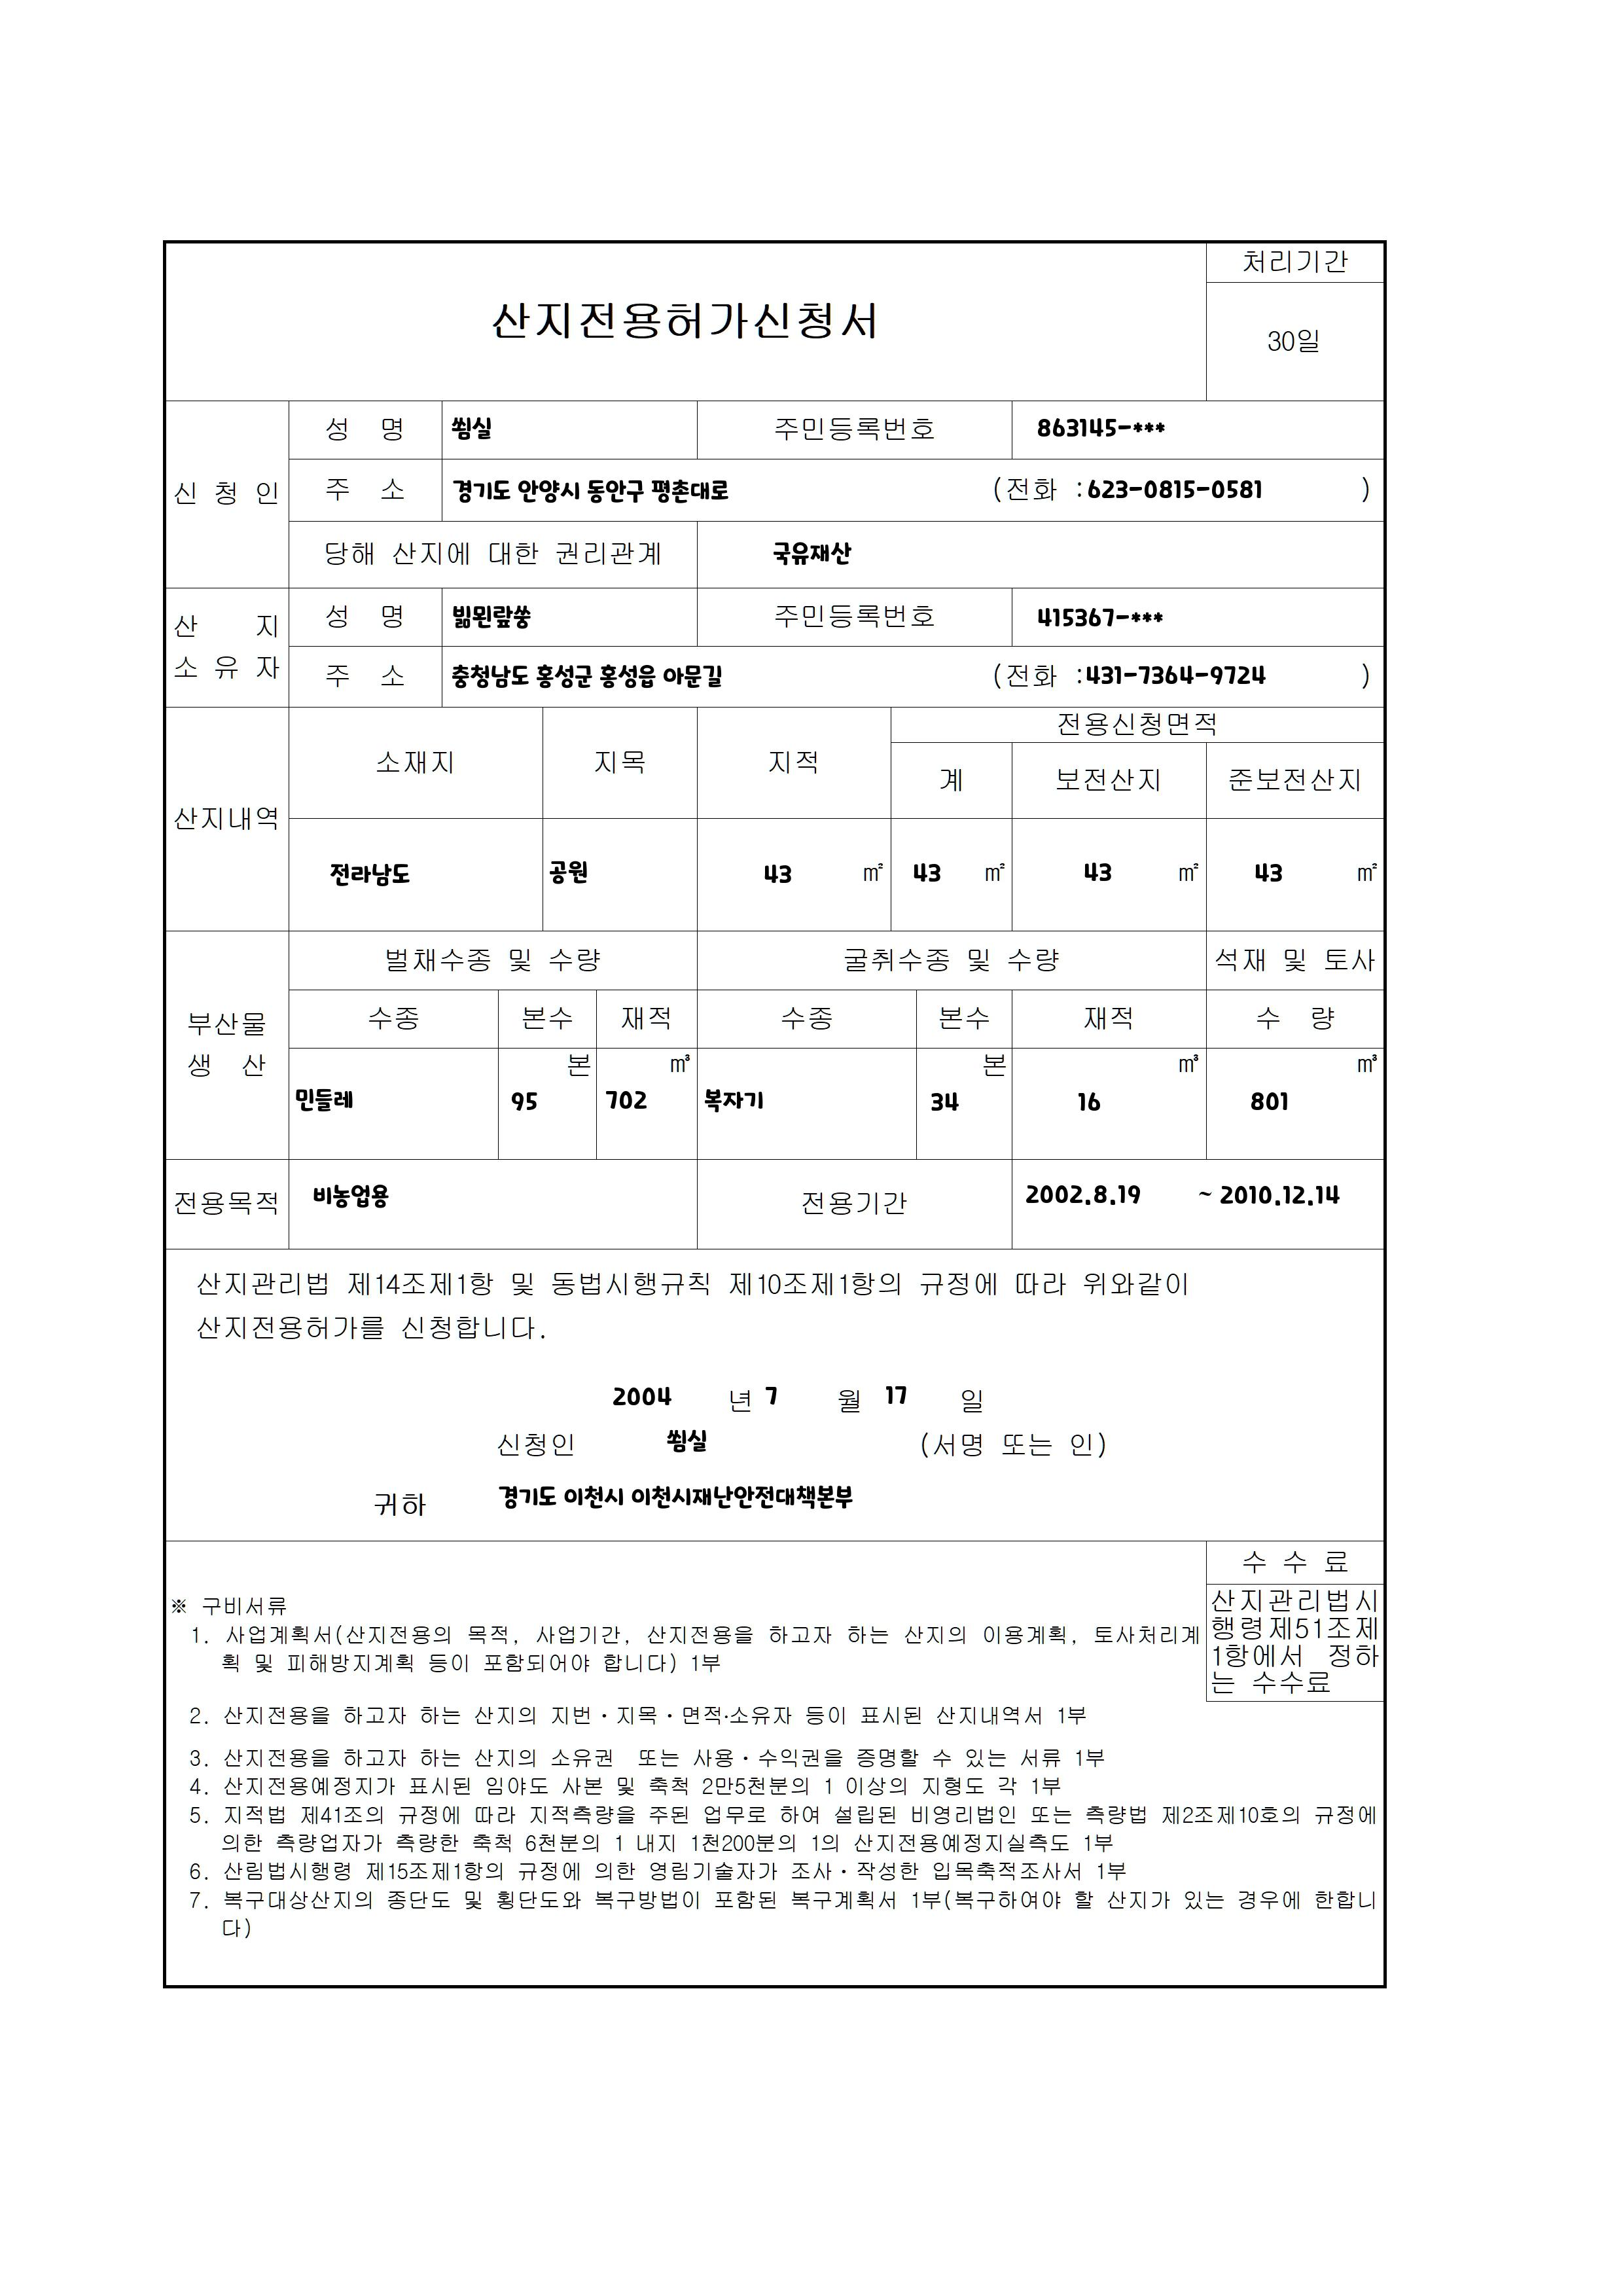 처리기간
산지전용허가신청서
30일
신 청 인
성 명 쐼실 주민등록번호 863145-***
주 소 경기도 안양시 동안구 평촌대로 (전화 :623-0815-0581 )
당해 산지에 대한 권리관계 국유재산
산 지
소 유 자
성 명 주민등록번호 415367-***
주 소 충청남도 홍성군 홍성읍 아문길 (전화 :431-7364-9724 )
산지내역
소재지 지목 지적 전용신청면적
계 보전산지 준보전산지
전라남도 공원 43 ㎡ 43 ㎡ 43 ㎡ 43 ㎡
부산물
생 산
벌채수종 및 수량 굴취수종 및 수량 석재 및 토사
수종 본수 재적 수종 본수 재적 수 량
본 ㎥ 본 ㎥ ㎥
민들레 95 702 복자기 34 16 801
전용목적 비농업용 전용기간 2002.8.19 ~ 2010.12.14
산지관리법 제14조제1항 및 동법시행규칙 제10조제1항의 규정에 따라 위와같이
산지전용허가를 신청합니다.
2004 년 7 월 17 일
신청인 쐼실 (서명 또는 인)
귀하 경기도 이천시 이천시재난안전대책본부
수 수 료
산지관리법시
행령제51조제
1항에서 정하
는 수수료
※ 구비서류
1. 사업계획서(산지전용의 목적, 사업기간, 산지전용을 하고자 하는 산지의 이용계획, 토사처리계
획 및 피해방지계획 등이 포함되어야 합니다) 1부
2. 산지전용을 하고자 하는 산지의 지번·지목·면적·소유자 등이 표시된 산지내역서 1부
3. 산지전용을 하고자 하는 산지의 소유권 또는 사용·수익권을 증명할 수 있는 서류 1부
4. 산지전용예정지가 표시된 임야도 사본 및 축척 2만5천분의 1 이상의 지형도 각 1부
5. 지적법 제41조의 규정에 따라 지적측량을 주된 업무로 하여 설립된 비영리법인 또는 측량법 제2조제10호의 규정에
의한 측량업자가 측량한 축척 6천분의 1 내지 1천200분의 1의 산지전용예정지실측도 1부
6. 산림법시행령 제15조제1항의 규정에 의한 영림기술자가 조사·작성한 입목축적조사서 1부
7. 복구대상산지의 종단도 및 횡단도와 복구방법이 포함된 복구계획서 1부(복구하여야 할 산지가 있는 경우에 한합니
다)